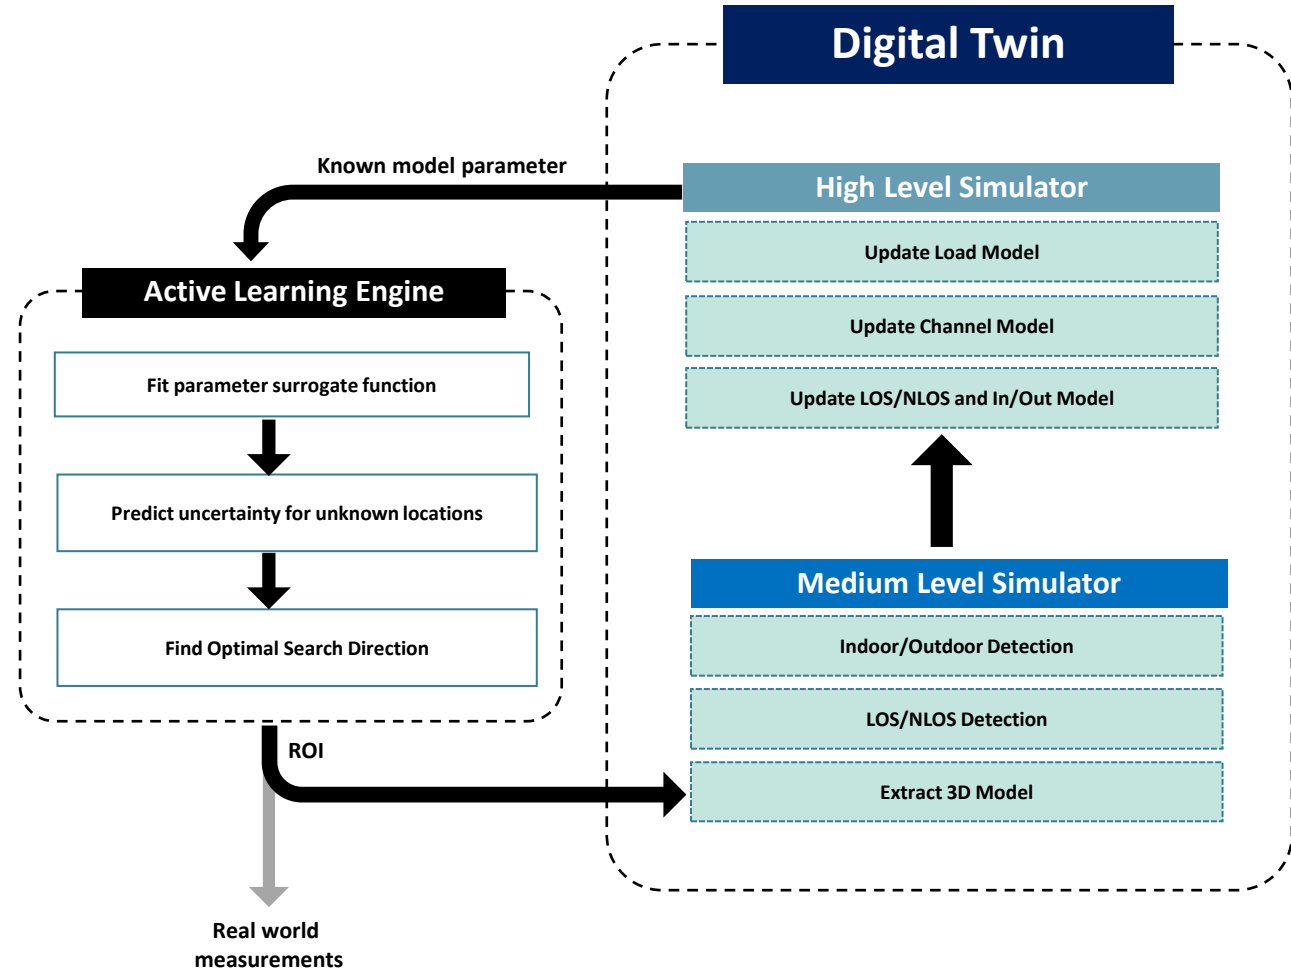 Digital Twin
Known model parameter
High Level Simulator
Update Load Model
Update Channel Model
Update LOS/NLOS and In/Out Model
Active Learning Engine
Fit parameter surrogate function
Predict uncertainty for unknown locations
Find Optimal Search Direction
Medium Level Simulator
Indoor/Outdoor Detection
LOS/NLOS Detection
Extract 3D Model
ROI
Real world
measurements